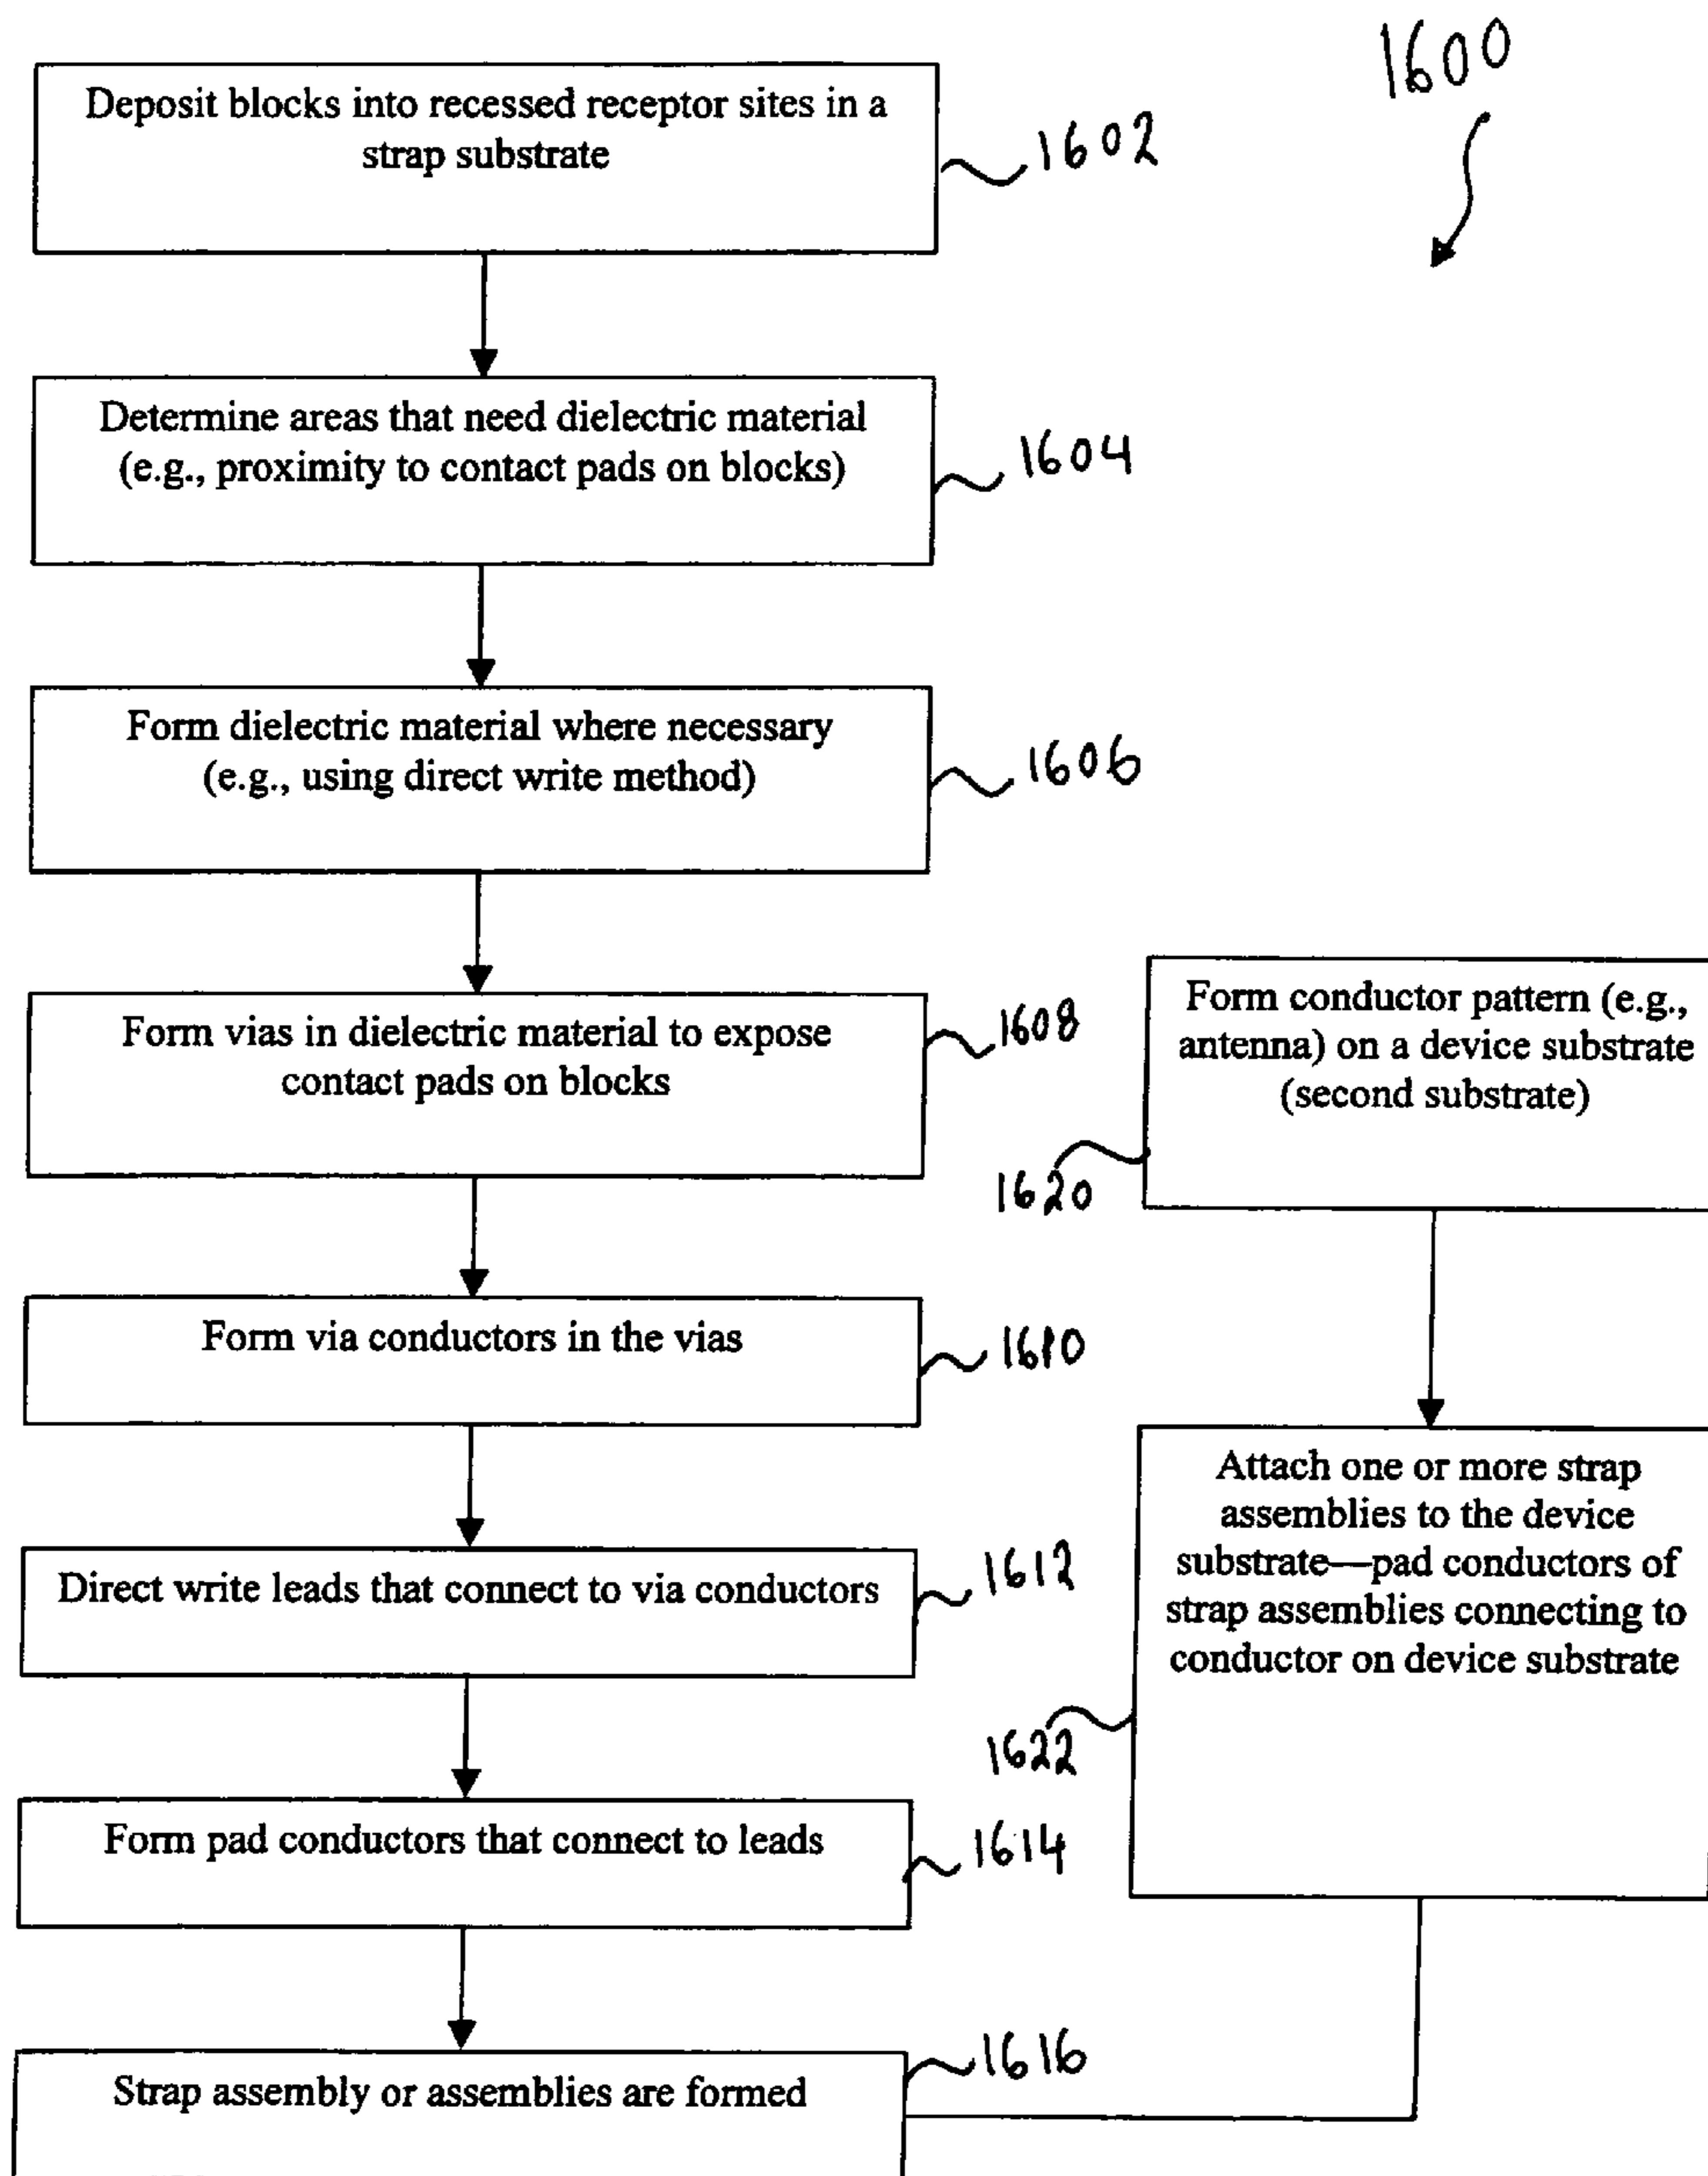 1600
Deposit blocks into recessed receptor sites in a
strap substrate
1602
Determine areas that need dielectric material
(e.g., proximity to contact pads on blocks)
1604
Form dielectric material where necessary
(e.g., using direct write method)
1606
Form vias in dielectric material to expose
contact pads on blocks
1608
Form via conductors in the vias
1610
Direct write leads that connect to via conductors
1612
Form pad conductors that connect to leads
1614
Strap assembly or assemblies are formed
1616
Form conductor pattern (e.g.,
antenna) on a device substrate
(second substrate)
1620
Attach one or more strap
assemblies to the device
substrate—pad conductors of
strap assemblies connecting to
conductor on device substrate
1622